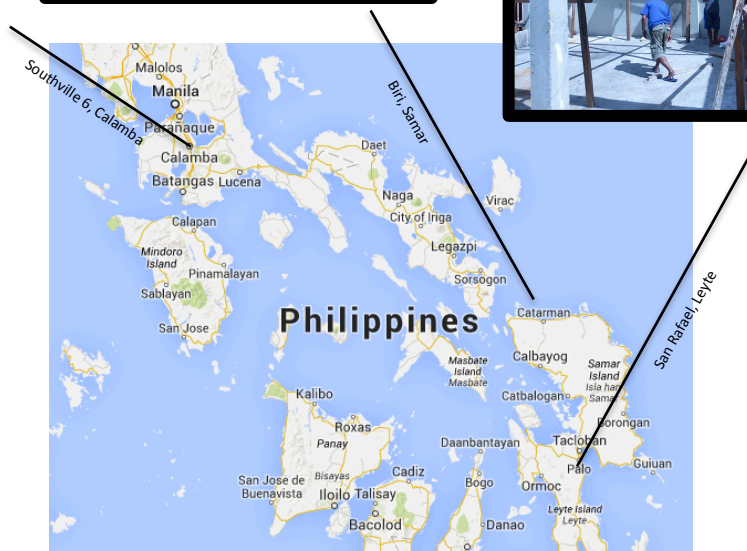 Southville 6, Calamba
Biri, Samar
San Rafael, Leyte
Malolos
Manila
Parañaque
Calamba
Batangas
Lucena
Daet
Naga
Virac
City of Iriga
Legazpi
Sorsogon
Calapan
Mindoro
Island
Pinamalayan
Sablayan
San Jose
Philippines
Catarman
Calbayog
Samar
Island
Isla han
Samar
Masbate
Island
Masbate
Catbalogan
Borongan
Kalibo
Roxas
Panay
Daanbantayan
Tacloban
Palo
Guiuan
San Jose de
Buenavista
Bisayas
Iloilo
Talisay
Cadiz
Bogo
Ormoc
Leyte Island
Leyte
Bacolod
Danao